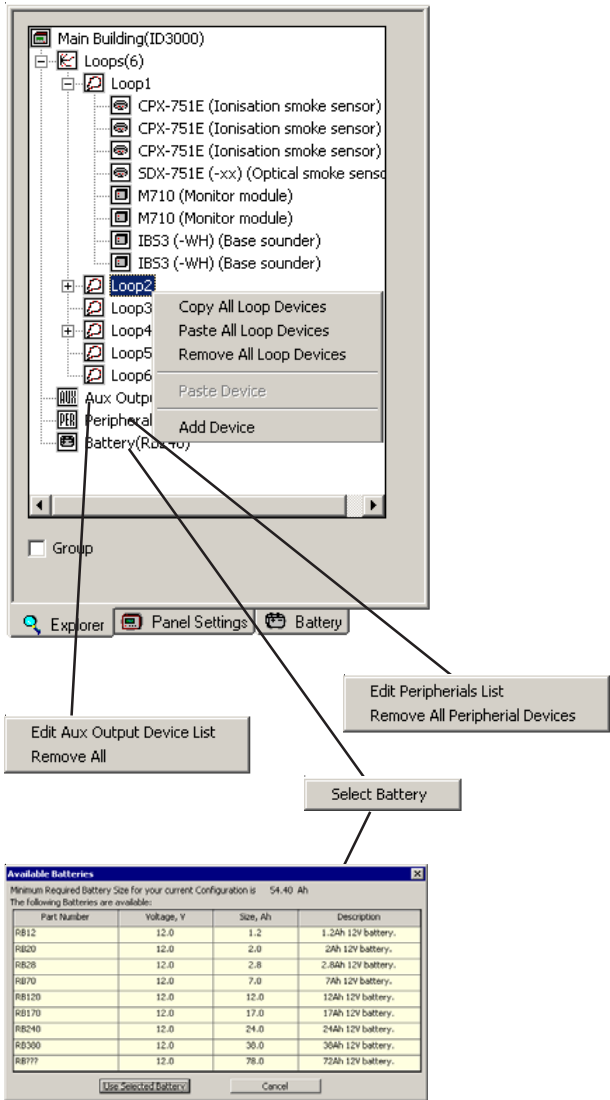 Main Building(ID3000)
Loops(6)
Loop1
CPX-751E (Ionisation smoke sensor)
CPX-751E (Ionisation smoke sensor)
CPX-751E (Ionisation smoke sensor)
SDX-751E (-xx) (Optical smoke senso
M710 (Monitor module)
M710 (Monitor module)
IBS3 (-WH) (Base sounder)
IBS3 (-WH) (Base sounder)
Loop2
Loop3
Loop4
Loop5
Loop6
AUX Aux Outpu
PER Peripheral
Battery(RB240)
Copy All Loop Devices
Paste All Loop Devices
Remove All Loop Devices
Paste Device
Add Device
Group
Explorer Panel Settings Battery
Edit Peripherials List
Remove All Peripherial Devices
Edit Aux Output Device List
Remove All
Select Battery
Available Batteries
Minimum Required Battery Size for your current Configuration is 54.40 Ah
The following Batteries are available:
Part Number Voltage, V Size, Ah Description
RB12 12.0 1.2 1.2Ah 12V battery.
RB20 12.0 2.0 2Ah 12V battery.
RB28 12.0 2.8 2.8Ah 12V battery.
RB70 12.0 7.0 7Ah 12V battery.
RB120 12.0 12.0 12Ah 12V battery.
RB170 12.0 17.0 17Ah 12V battery.
RB240 12.0 24.0 24Ah 12V battery.
RB380 12.0 38.0 38Ah 12V battery.
RB??? 12.0 78.0 72Ah 12V battery.
Use Selected Battery Cancel